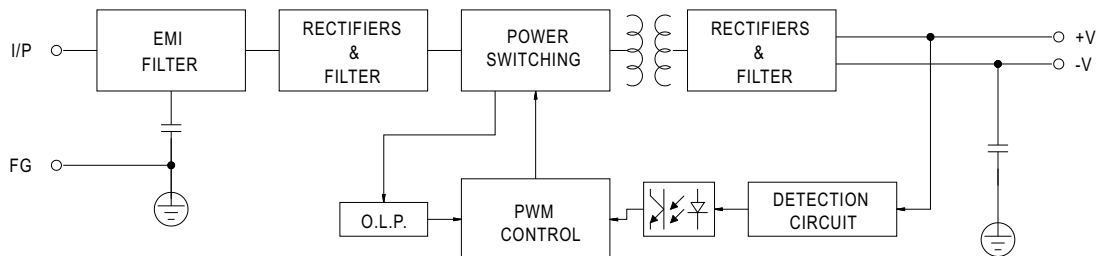 I/P
EMI
FILTER
RECTIFIERS
&
FILTER
POWER
SWITCHING
RECTIFIERS
&
FILTER
+V
-V
FG
O.L.P.
PWM
CONTROL
DETECTION
CIRCUIT